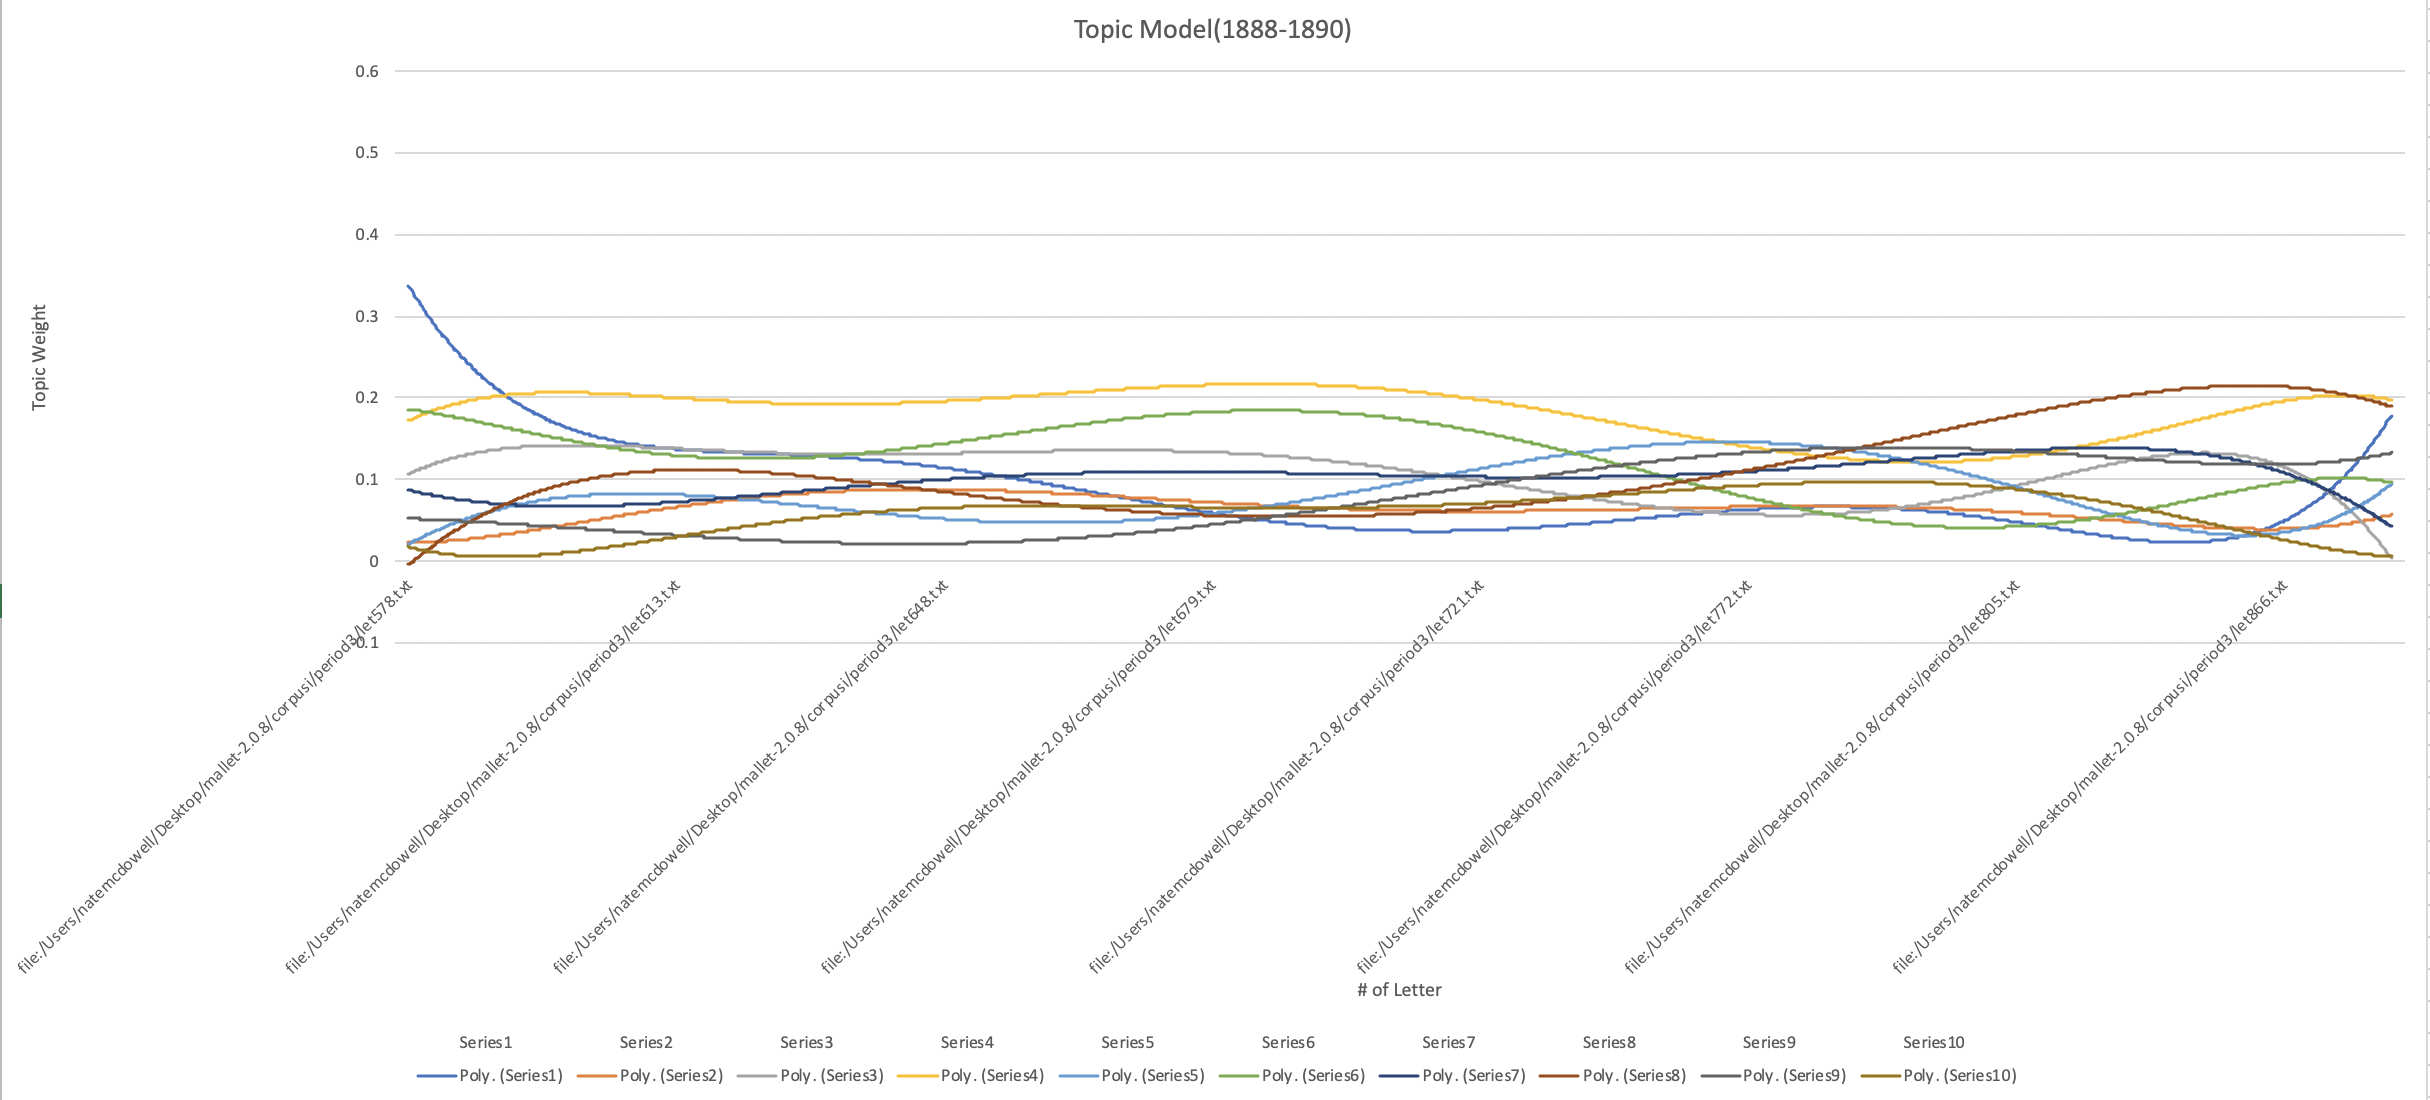 Topic Model(1888-1890)
Topic Weight
0.6
0.5
0.4
0.3
0.2
0.1
0
-0.1
file:/Users/natemcdowell/Desktop/mallet-2.0.8/corpusi/period3/let578.txt
file:/Users/natemcdowell/Desktop/mallet-2.0.8/corpusi/period3/let613.txt
file:/Users/natemcdowell/Desktop/mallet-2.0.8/corpusi/period3/let648.txt
file:/Users/natemcdowell/Desktop/mallet-2.0.8/corpusi/period3/let679.txt
file:/Users/natemcdowell/Desktop/mallet-2.0.8/corpusi/period3/let721.txt
file:/Users/natemcdowell/Desktop/mallet-2.0.8/corpusi/period3/let772.txt
file:/Users/natemcdowell/Desktop/mallet-2.0.8/corpusi/period3/let805.txt
file:/Users/natemcdowell/Desktop/mallet-2.0.8/corpusi/period3/let866.txt
# of Letter
Series1 Series2 Series3 Series4 Series5 Series6 Series7 Series8 Series9 Series10
Poly. (Series1) Poly. (Series2) Poly. (Series3) Poly. (Series4) Poly. (Series5) Poly. (Series6) Poly. (Series7) Poly. (Series8) Poly. (Series9) Poly. (Series10)